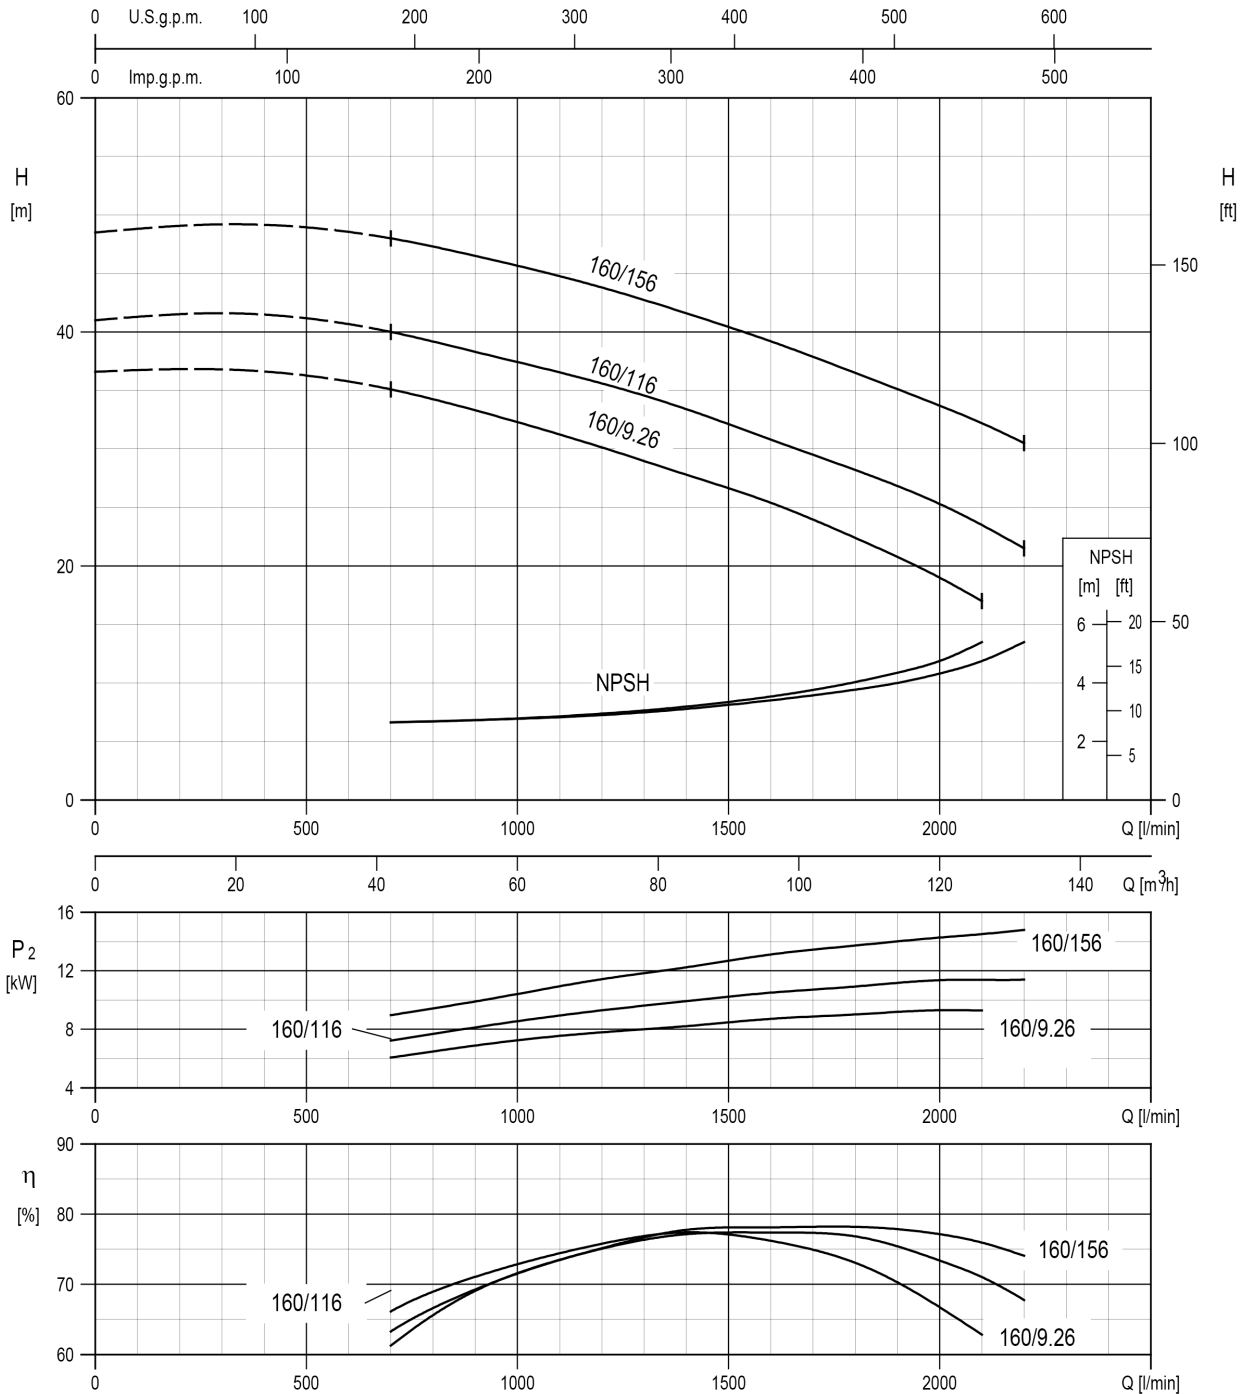 0 U.S.g.p.m. 100 200 300 400 500 600
0 Imp.g.p.m. 100 200 300 400 500
60
H
[m]
H
[ft]
160/156
150
40
160/116
160/9.26
100
20
NPSH
[m] [ft]
6 20
50
15
NPSH
4
10
2
5
0
0
0 500 1000 1500 2000 Q [l/min]
0 20 40 60 80 100 120 140 Q [m³/h]
16
P2
[kW]
160/156
12
160/116
8
160/9.26
4
0 500 1000 1500 2000 Q [l/min]
90
η
[%]
80
160/156
70
160/116
160/9.26
60
0 500 1000 1500 2000 Q [l/min]